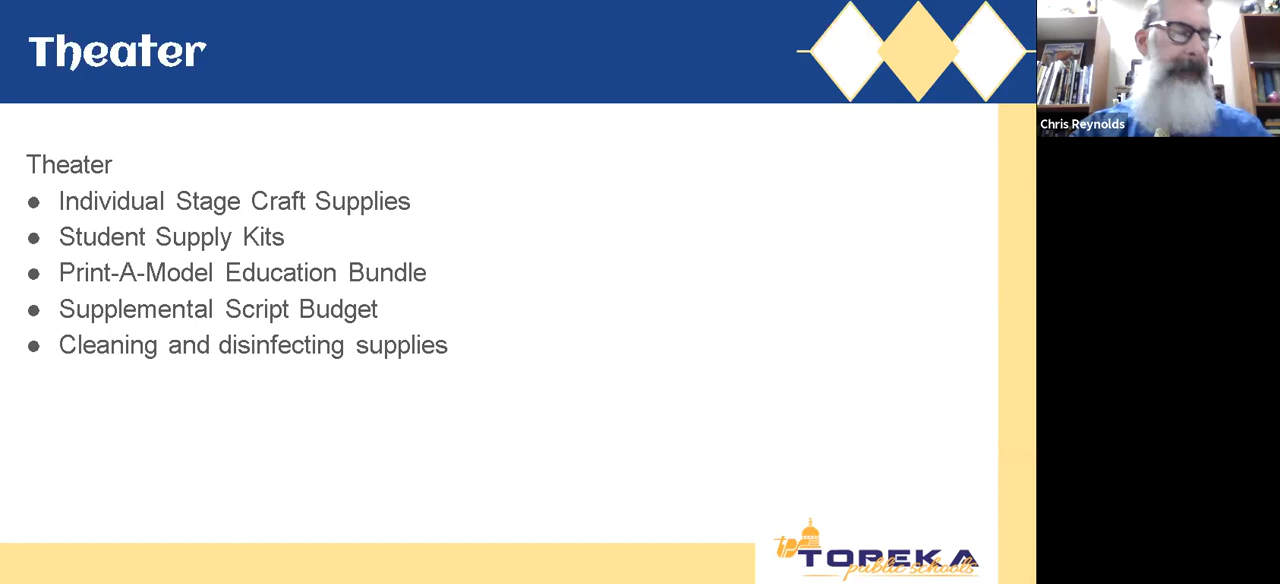 Theater
Chris Reynolds
Theater
● Individual Stage Craft Supplies
● Student Supply Kits
● Print-A-Model Education Bundle
● Supplemental Script Budget
● Cleaning and disinfecting supplies
tps TOPEKA
public schools